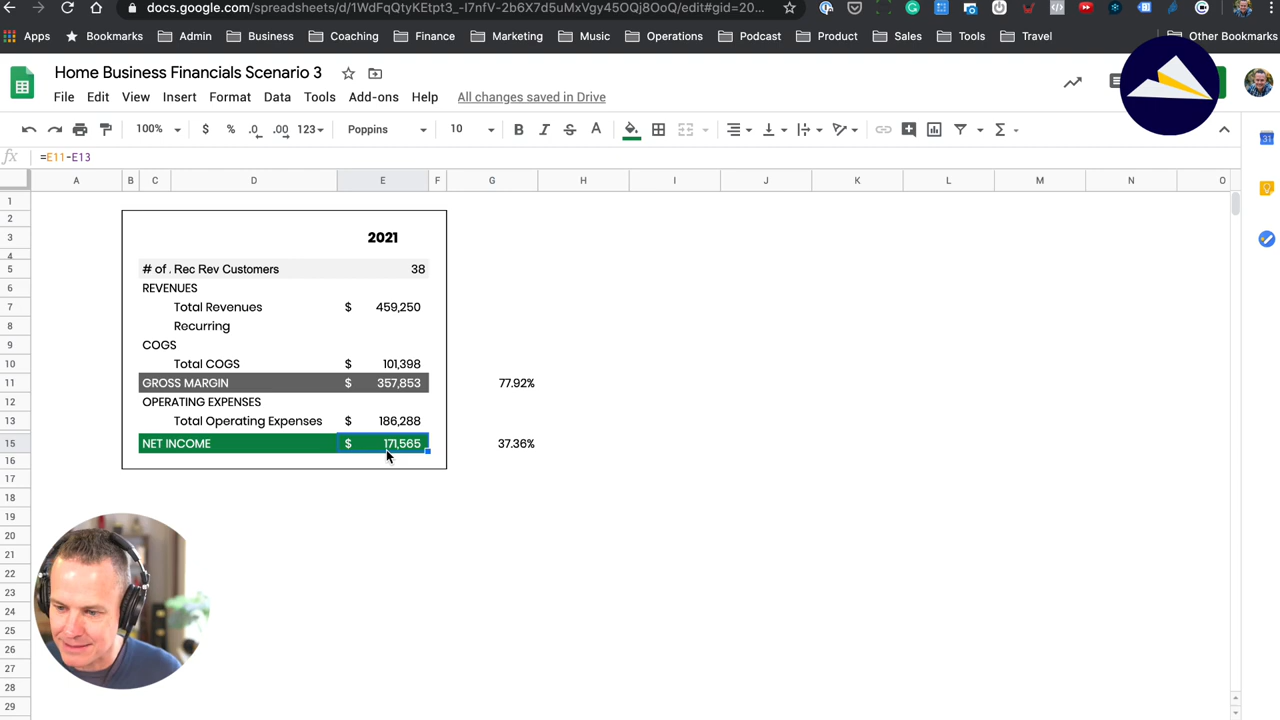 docs.google.com/spreadsheets/d/1WdFqQtyKEtpt3_-I7nfV-2b6X7d5uMxVgy45OQj8OoQ/edit#gid=20...
Apps Bookmarks Admin Business Coaching Finance Marketing Music Operations Podcast Product Sales Tools Travel Other Bookmarks
Home Business Financials Scenario 3
File Edit View Insert Format Data Tools Add-ons Help All changes saved in Drive
100% $ % .0 .00 123 Poppins 10 B I S A Σ
fx =E11-E13
A B C D E F G H I J K L M N O
1
2
3 2021
4
5 # of . Rec Rev Customers 38
6 REVENUES
7 Total Revenues $ 459,250
8 Recurring
9 COGS
10 Total COGS $ 101,398
11 GROSS MARGIN $ 357,853 77.92%
12 OPERATING EXPENSES
13 Total Operating Expenses $ 186,288
15 NET INCOME $ 171,565 37.36%
16
17
18
19
20
21
22
23
24
25
26
27
28
29
31